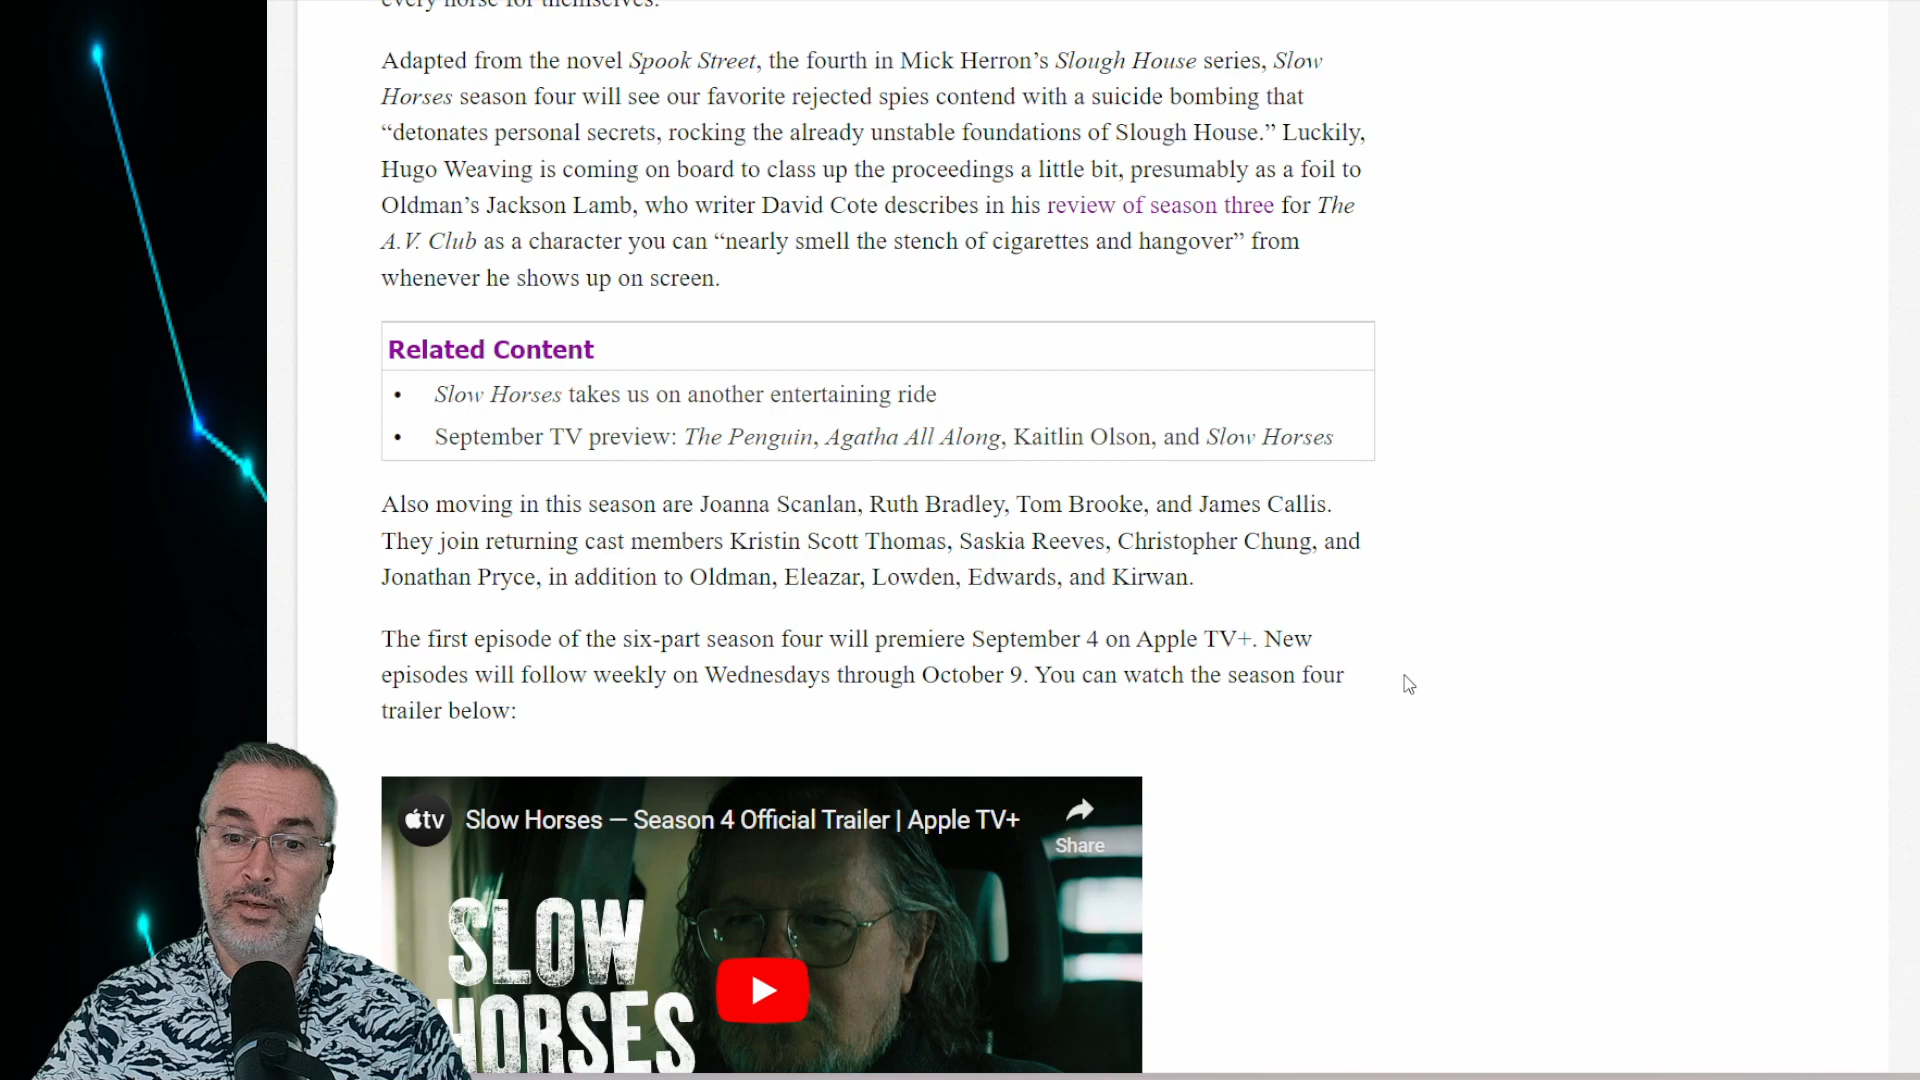 every horse for themselves.
Adapted from the novel Spook Street, the fourth in Mick Herron’s Slough House series, Slow
Horses season four will see our favorite rejected spies contend with a suicide bombing that
“detonates personal secrets, rocking the already unstable foundations of Slough House.” Luckily,
Hugo Weaving is coming on board to class up the proceedings a little bit, presumably as a foil to
Oldman’s Jackson Lamb, who writer David Cote describes in his review of season three for The
A.V. Club as a character you can “nearly smell the stench of cigarettes and hangover” from
whenever he shows up on screen.
Related Content
• Slow Horses takes us on another entertaining ride
• September TV preview: The Penguin, Agatha All Along, Kaitlin Olson, and Slow Horses
Also moving in this season are Joanna Scanlan, Ruth Bradley, Tom Brooke, and James Callis.
They join returning cast members Kristin Scott Thomas, Saskia Reeves, Christopher Chung, and
Jonathan Pryce, in addition to Oldman, Eleazar, Lowden, Edwards, and Kirwan.
The first episode of the six-part season four will premiere September 4 on Apple TV+. New
episodes will follow weekly on Wednesdays through October 9. You can watch the season four
trailer below:
tv Slow Horses — Season 4 Official Trailer | Apple TV+
Share
SLOW
HORSES